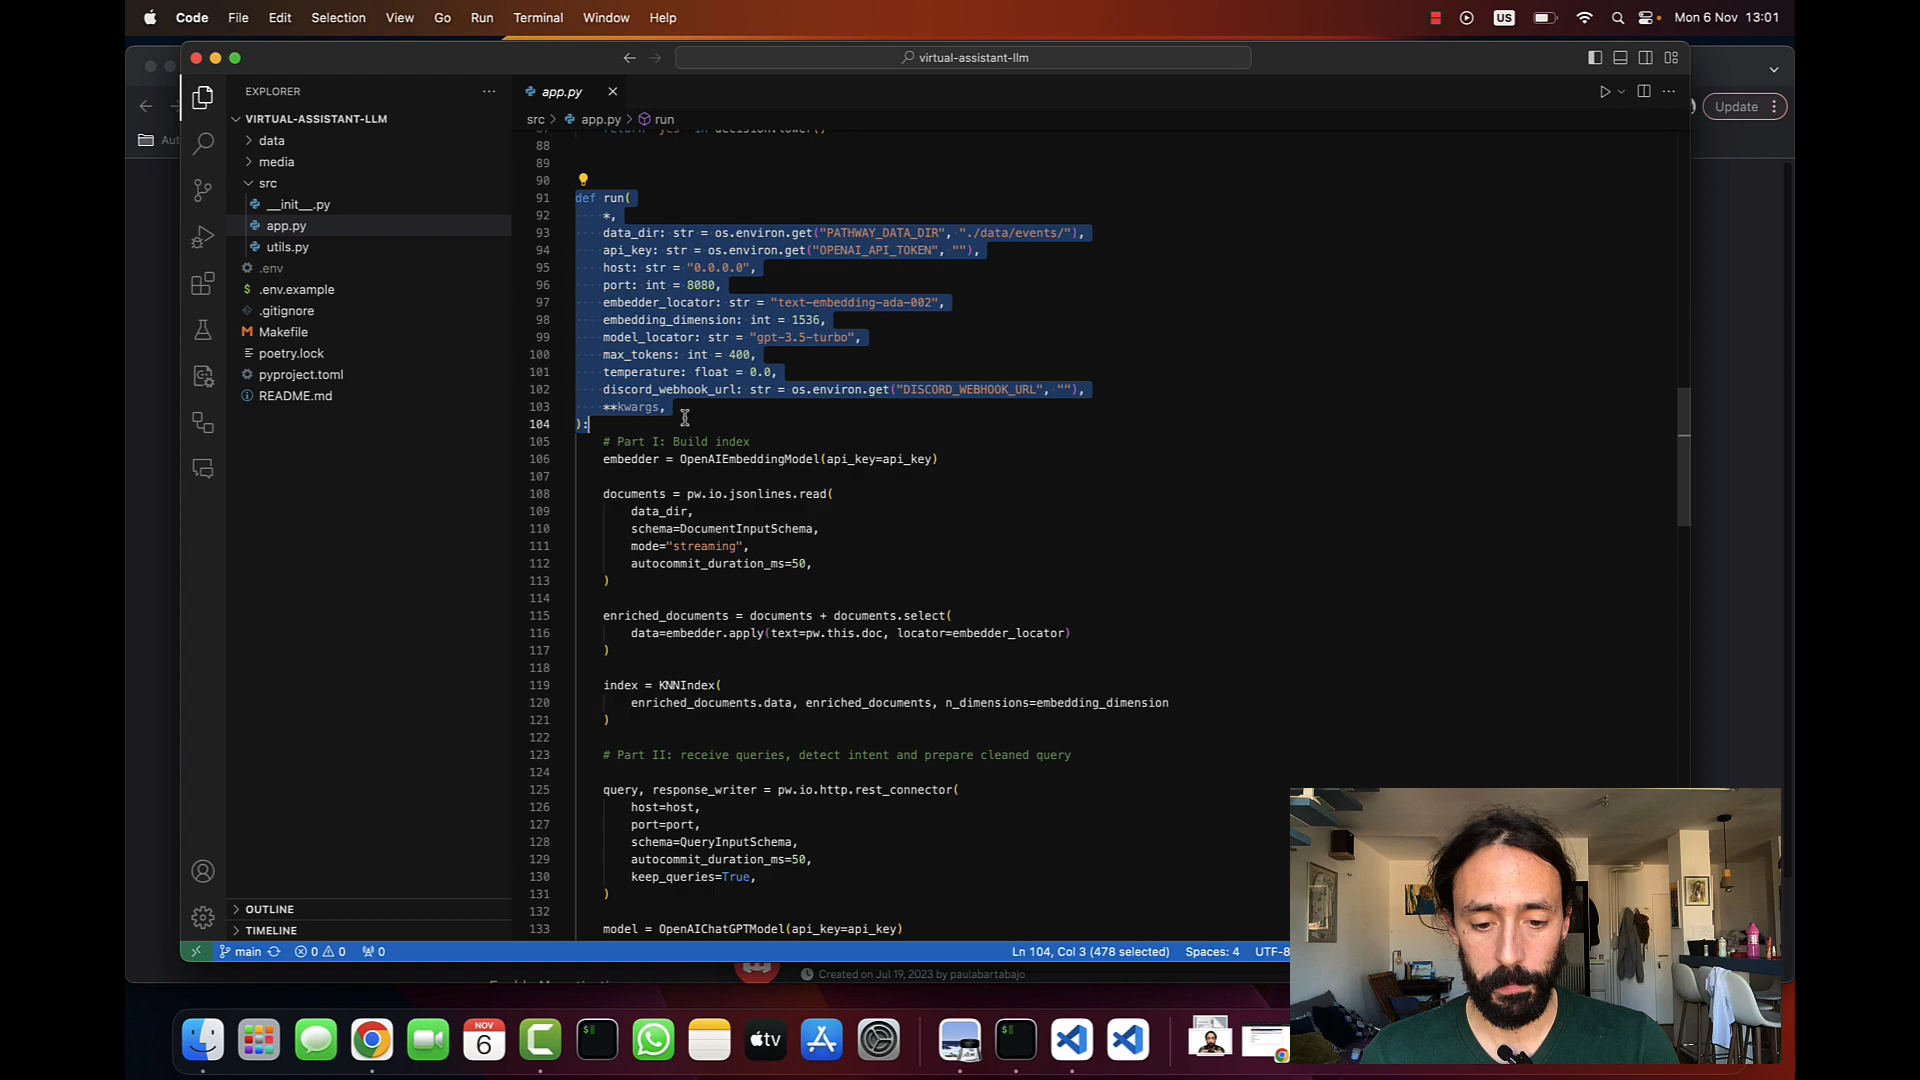 Code File Edit Selection View Go Run Terminal Window Help
US
Mon 6 Nov 13:01
virtual-assistant-llm
EXPLORER
app.py
Update
VIRTUAL-ASSISTANT-LLM
src > app.py > run
data
media
src
__init__.py
app.py
utils.py
.env
$ .env.example
.gitignore
M Makefile
poetry.lock
pyproject.toml
README.md
OUTLINE
TIMELINE
88
89
90
91 def run(
92 *,
93 data_dir: str = os.environ.get("PATHWAY_DATA_DIR", "./data/events/"),
94 api_key: str = os.environ.get("OPENAI_API_TOKEN", ""),
95 host: str = "0.0.0.0",
96 port: int = 8080,
97 embedder_locator: str = "text-embedding-ada-002",
98 embedding_dimension: int = 1536,
99 model_locator: str = "gpt-3.5-turbo",
100 max_tokens: int = 400,
101 temperature: float = 0.0,
102 discord_webhook_url: str = os.environ.get("DISCORD_WEBHOOK_URL", ""),
103 **kwargs,
104 ):
105 # Part I: Build index
106 embedder = OpenAIEmbeddingModel(api_key=api_key)
107
108 documents = pw.io.jsonlines.read(
109 data_dir,
110 schema=DocumentInputSchema,
111 mode="streaming",
112 autocommit_duration_ms=50,
113 )
114
115 enriched_documents = documents + documents.select(
116 data=embedder.apply(text=pw.this.doc, locator=embedder_locator)
117 )
118
119 index = KNNIndex(
120 enriched_documents.data, enriched_documents, n_dimensions=embedding_dimension
121 )
122
123 # Part II: receive queries, detect intent and prepare cleaned query
124
125 query, response_writer = pw.io.http.rest_connector(
126 host=host,
127 port=port,
128 schema=QueryInputSchema,
129 autocommit_duration_ms=50,
130 keep_queries=True,
131 )
132
133 model = OpenAIChatGPTModel(api_key=api_key)
main 0 0 0 Ln 104, Col 3 (478 selected) Spaces: 4 UTF-8
Created on Jul 19, 2023 by paulabartabajo
NOV
6
tv